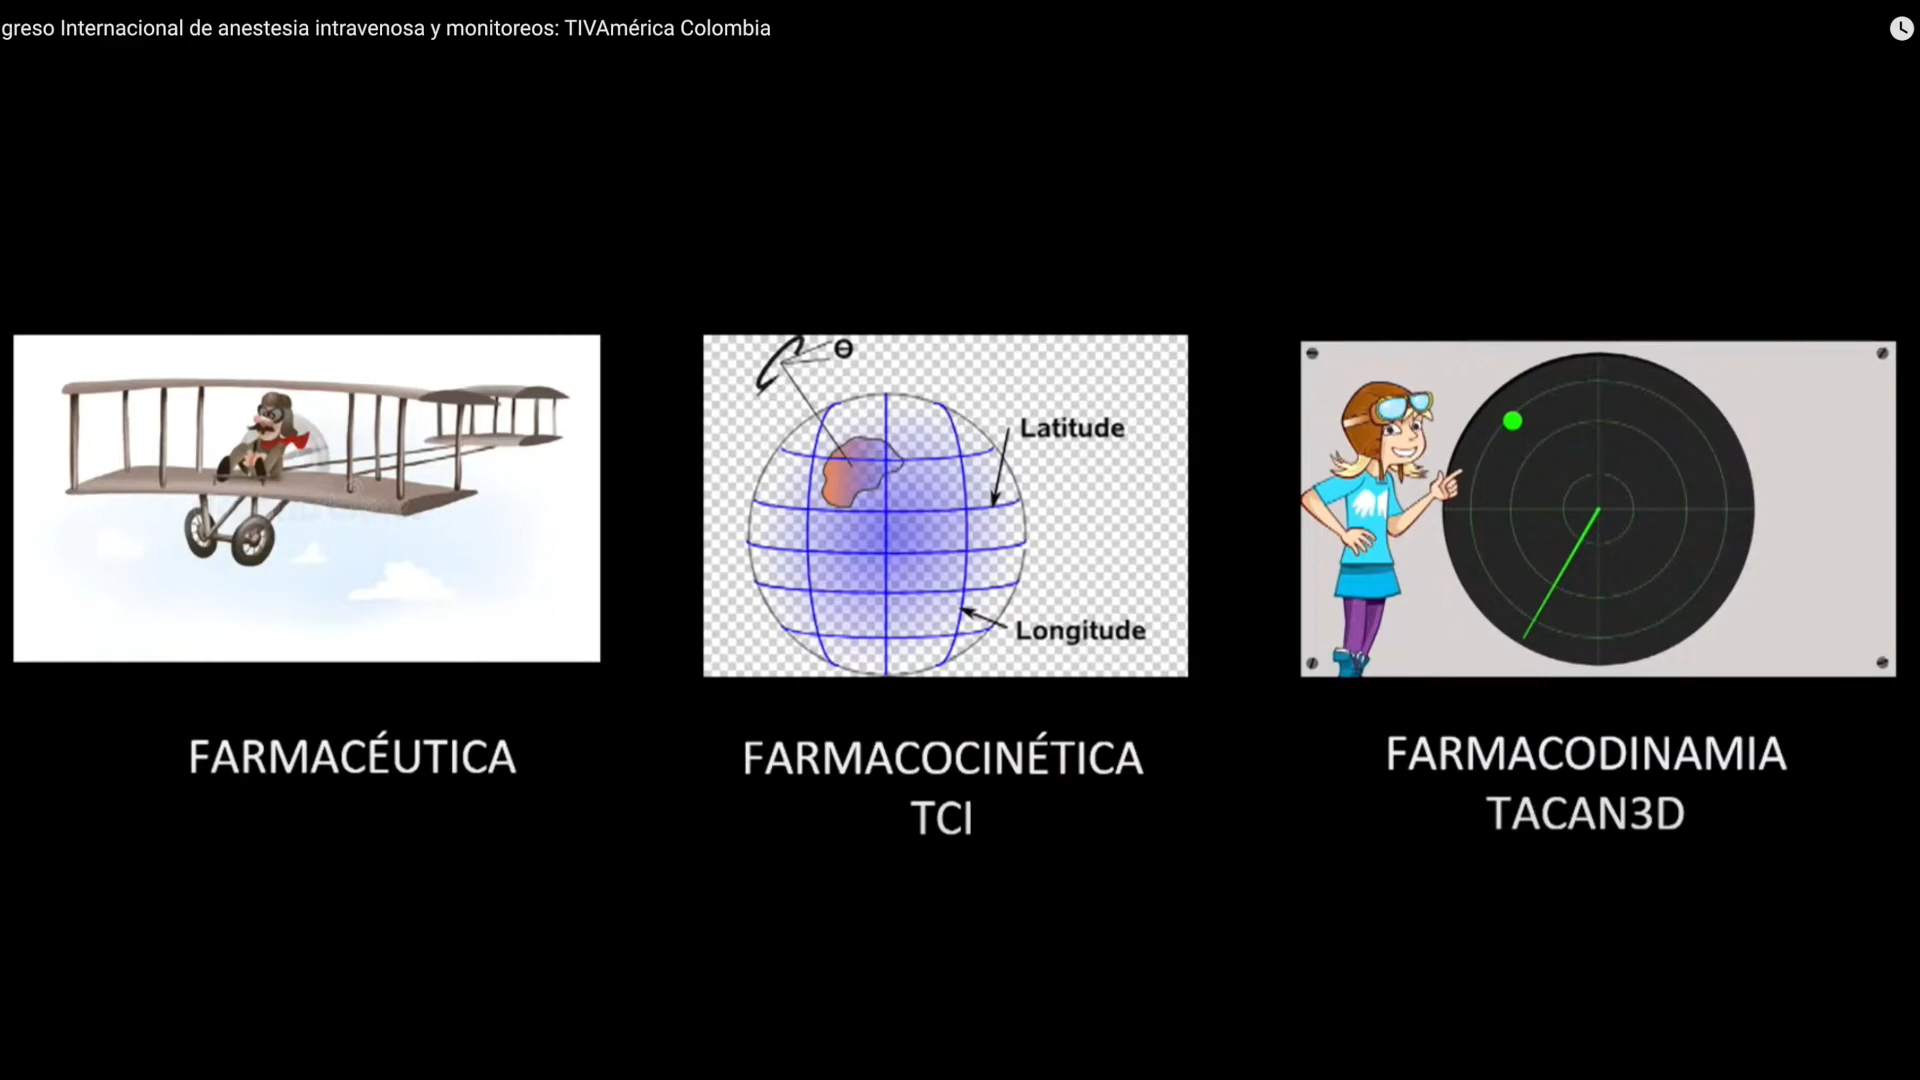 greso Internacional de anestesia intravenosa y monitoreos: TIVAmérica Colombia
Θ
Latitude
Longitude
FARMACÉUTICA
FARMACOCINÉTICA
TCI
FARMACODINAMIA
TACAN3D